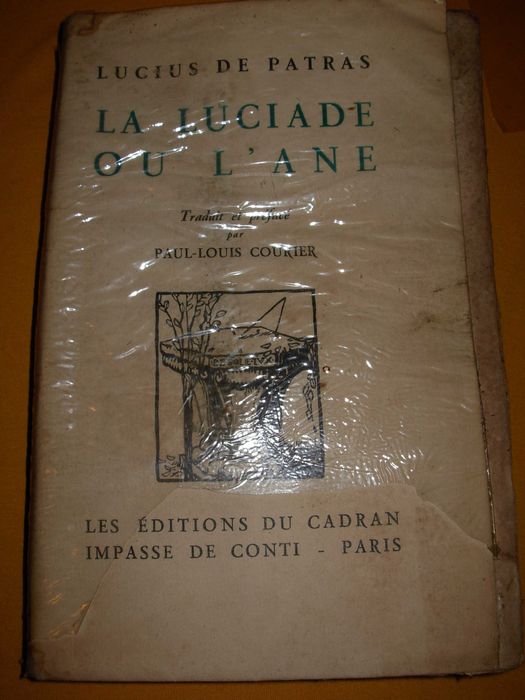 LUCIUS DE PATRAS
LA LUCIADE
OU L'ANE
Traduit et préfacé
par
PAUL-LOUIS COURIER
LES ÉDITIONS DU CADRAN
IMPASSE DE CONTI - PARIS